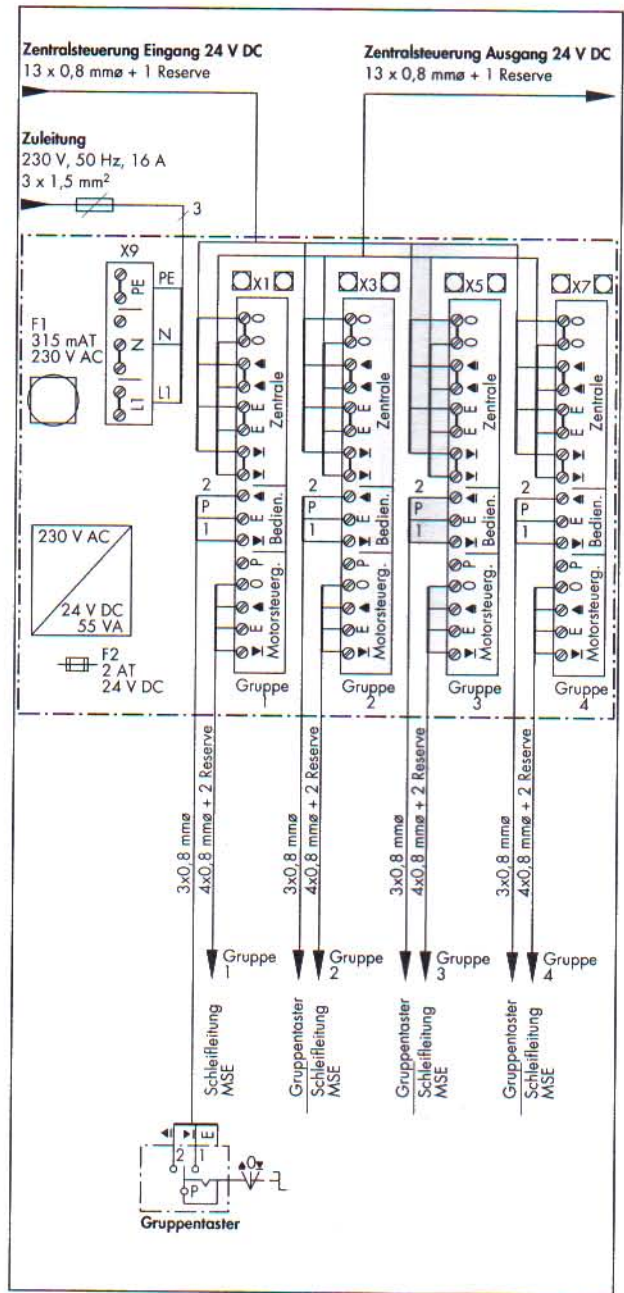 Zentralsteuerung Eingang 24 V DC
13 x 0,8 mmø + 1 Reserve
Zentralsteuerung Ausgang 24 V DC
13 x 0,8 mmø + 1 Reserve
Zuleitung
230 V, 50 Hz, 16 A
3 x 1,5 mm²
3
X9
PE
N
L1
PE
N
L1
F1
315 mAT
230 V AC
230 V AC
24 V DC
55 VA
F2
2 AT
24 V DC
X1
O
O
E
E
Zentrale
2
P
1
E
Bedien.
P
O
E
Motorsteuerg.
Gruppe
1
X3
O
O
E
E
Zentrale
2
P
1
E
Bedien.
P
O
E
Motorsteuerg.
Gruppe
2
X5
O
O
E
E
Zentrale
2
P
1
E
Bedien.
P
O
E
Motorsteuerg.
Gruppe
3
X7
O
O
E
E
Zentrale
2
P
1
E
Bedien.
P
O
E
Motorsteuerg.
Gruppe
4
3x0,8 mmø
4x0,8 mmø + 2 Reserve
3x0,8 mmø
4x0,8 mmø + 2 Reserve
3x0,8 mmø
4x0,8 mmø + 2 Reserve
3x0,8 mmø
4x0,8 mmø + 2 Reserve
Gruppe
1
Schleifleitung
MSE
Gruppe
2
Gruppentaster
Schleifleitung
MSE
Gruppe
3
Gruppentaster
Schleifleitung
MSE
Gruppe
4
Gruppentaster
Schleifleitung
MSE
E
2
1
P
0
Gruppentaster